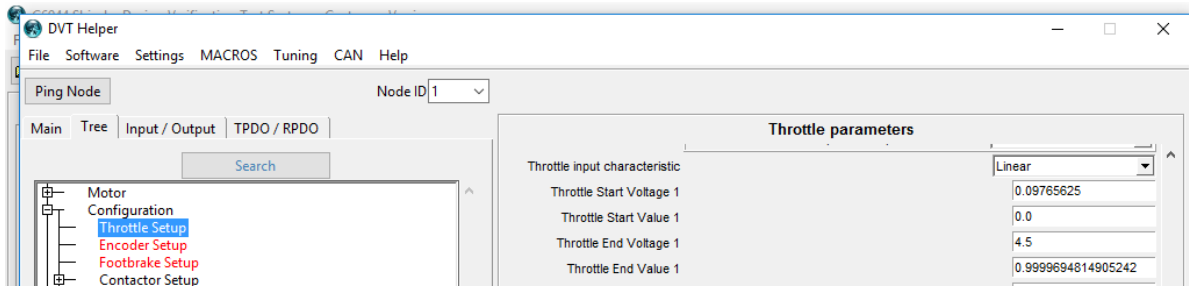 DVT Helper
File Software Settings MACROS Tuning CAN Help
Ping Node Node ID 1
Main Tree Input / Output TPDO / RPDO
Throttle parameters
Search
Throttle input characteristic Linear
Motor
Throttle Start Voltage 1 0.09765625
Configuration
Throttle Setup
Throttle Start Value 1 0.0
Encoder Setup
Throttle End Voltage 1 4.5
Footbrake Setup
Throttle End Value 1 0.9999694814905242
Contactor Setup